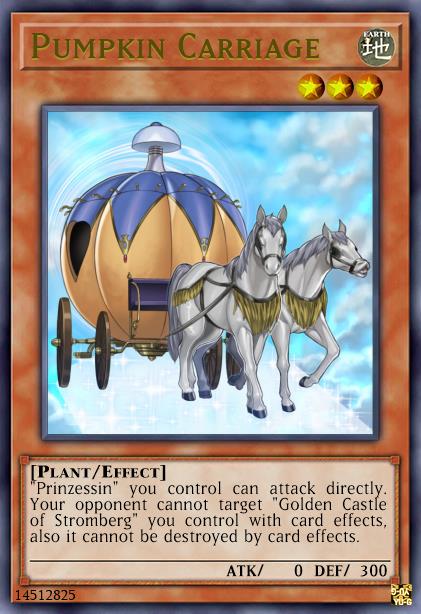 Pumpkin Carriage
EARTH
地
[Plant/Effect]
"Prinzessin" you control can attack directly.
Your opponent cannot target "Golden Castle
of Stromberg" you control with card effects,
also it cannot be destroyed by card effects.
ATK/ 0 DEF/ 300
14512825